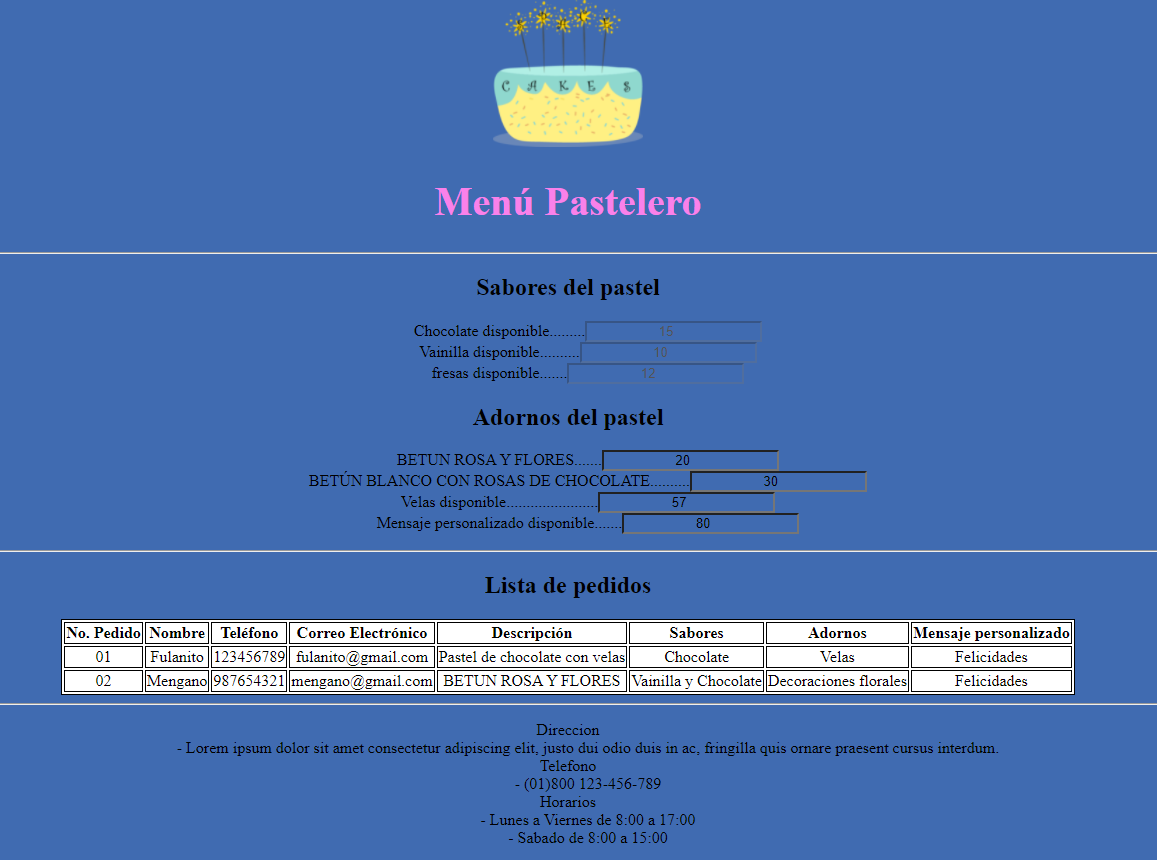 C A K E S
Menú Pastelero
Sabores del pastel
Chocolate disponible......... 15
Vainilla disponible.......... 10
fresas disponible....... 12
Adornos del pastel
BETUN ROSA Y FLORES....... 20
BETÚN BLANCO CON ROSAS DE CHOCOLATE.......... 30
Velas disponible....................... 57
Mensaje personalizado disponible....... 80
Lista de pedidos
No. Pedido Nombre Teléfono Correo Electrónico Descripción Sabores Adornos Mensaje personalizado
01 Fulanito 123456789 fulanito@gmail.com Pastel de chocolate con velas Chocolate Velas Felicidades
02 Mengano 987654321 mengano@gmail.com BETUN ROSA Y FLORES Vainilla y Chocolate Decoraciones florales Felicidades
Direccion
- Lorem ipsum dolor sit amet consectetur adipiscing elit, justo dui odio duis in ac, fringilla quis ornare praesent cursus interdum.
Telefono
- (01)800 123-456-789
Horarios
- Lunes a Viernes de 8:00 a 17:00
- Sabado de 8:00 a 15:00